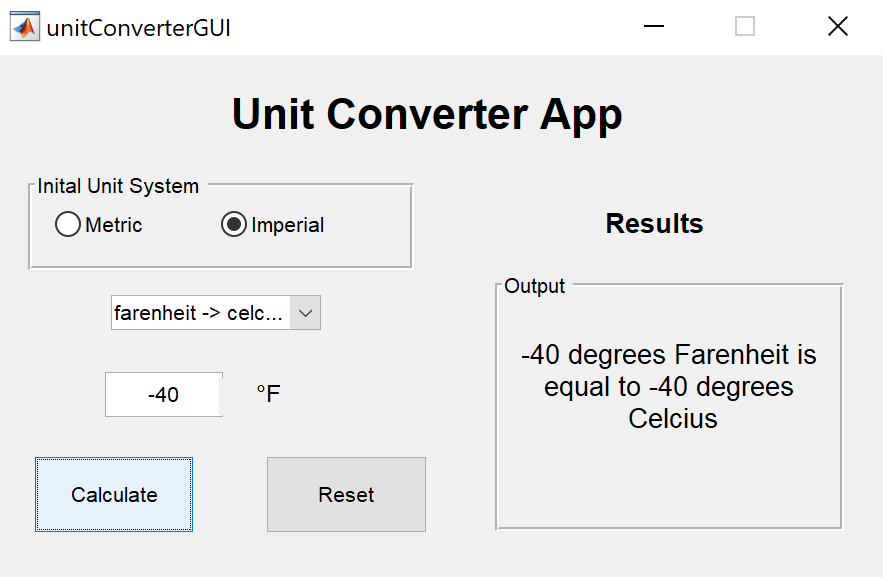 unitConverterGUI
Unit Converter App
Inital Unit System
Metric
Imperial
farenheit -> celc...
-40
°F
Calculate
Reset
Results
Output
-40 degrees Farenheit is
equal to -40 degrees
Celcius